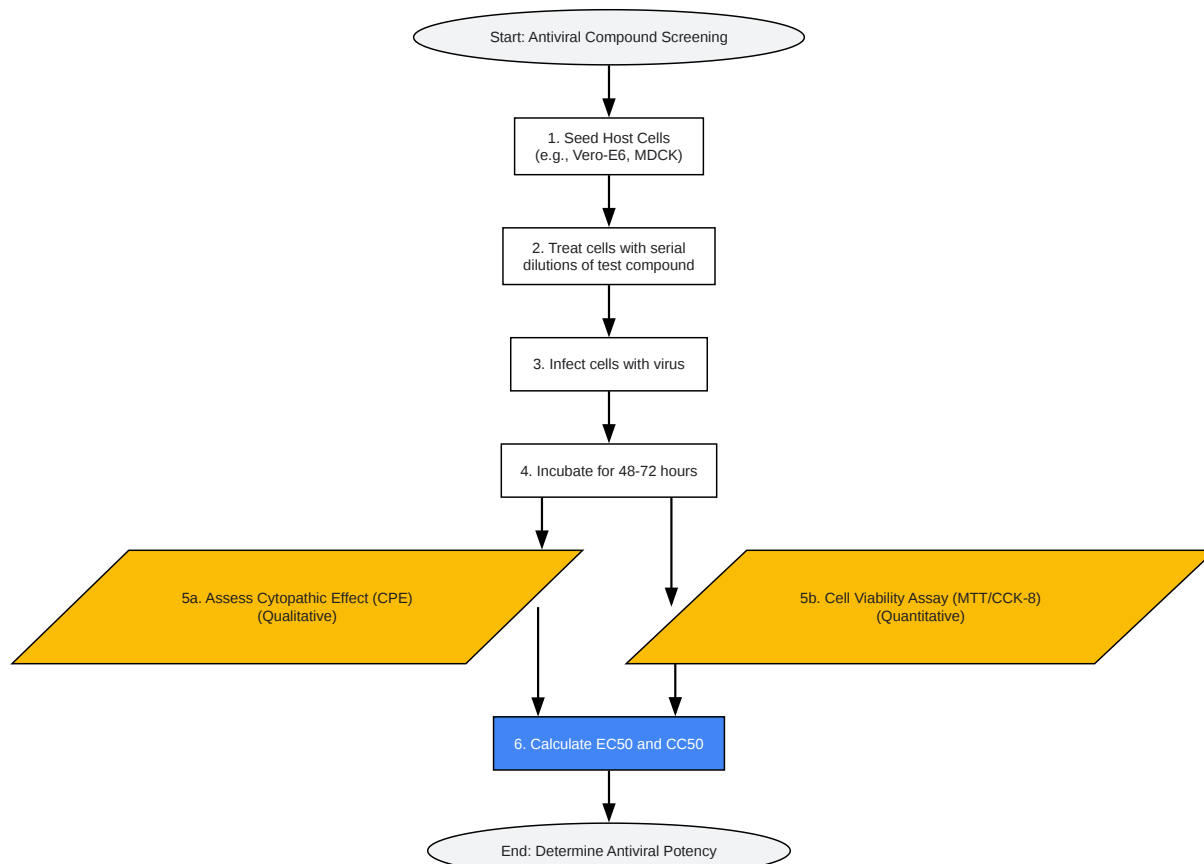 Start: Antiviral Compound Screening
1. Seed Host Cells
(e.g., Vero-E6, MDCK)
2. Treat cells with serial
dilutions of test compound
3. Infect cells with virus
4. Incubate for 48-72 hours
5a. Assess Cytopathic Effect (CPE)
(Qualitative)
5b. Cell Viability Assay (MTT/CCK-8)
(Quantitative)
6. Calculate EC50 and CC50
End: Determine Antiviral Potency